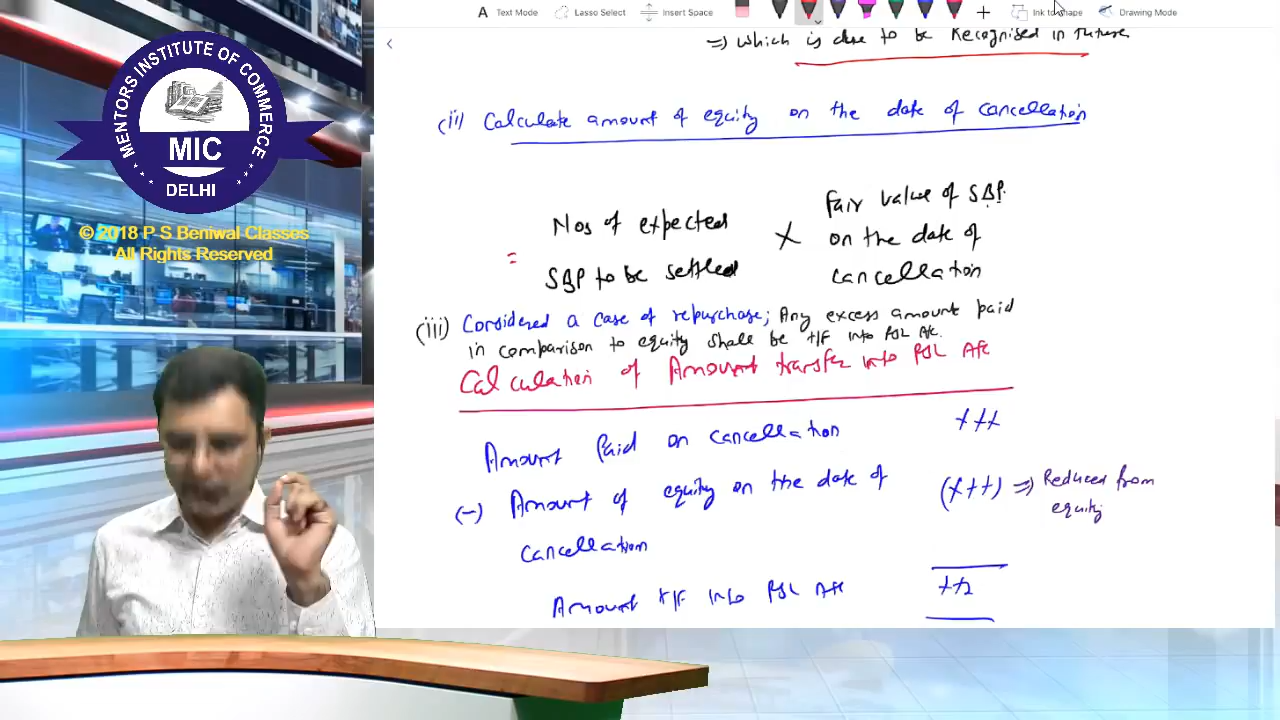 Text Mode
Lasso Select
Insert Space
Ink to Shape
Drawing Mode
⇒ which is due to be Recognised in future
(ii) Calculate amount of equity on the date of cancellation
= Nos of expected SBP to be settled × Fair value of SBP on the date of cancellation
(iii) Considered a case of repurchase; Any excess amount paid
in comparison to equity shall be t/f into P&L A/c.
Calculation of Amount transfer into P&L A/c
Amount Paid on cancellation +++
(-) Amount of equity on the date of (+++) ⇒ Reduced from
equity
cancellation
Amount t/f into P&L A/c
MENTORS INSTITUTE OF COMMERCE
MIC
DELHI
© 2018 P S Beniwal Classes
All Rights Reserved